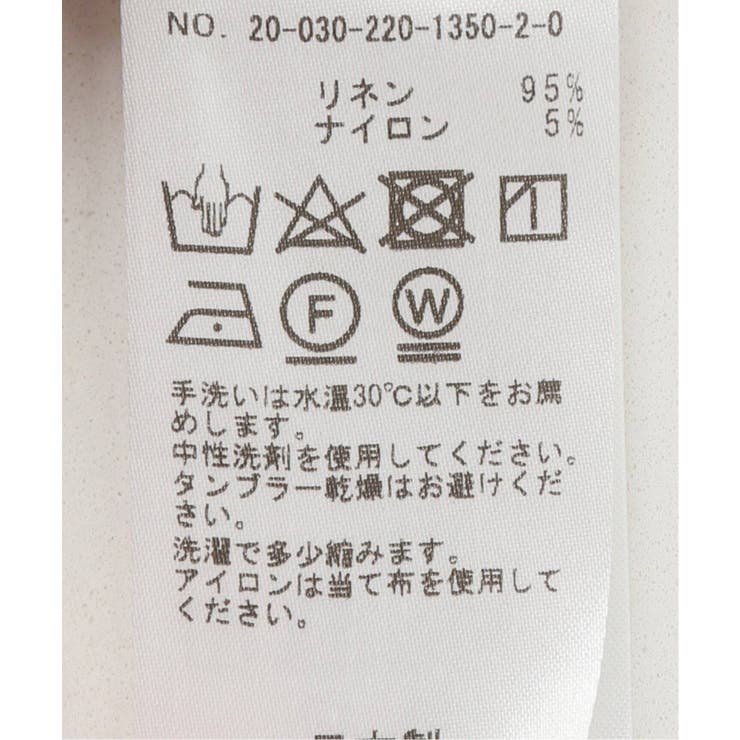 NO. 20-030-220-1350-2-0
リネン 95%
ナイロン 5%
F
W
手洗いは水温30℃以下をお薦
めします。
中性洗剤を使用してください。
タンブラー乾燥はお避けくだ
さい。
洗濯で多少縮みます。
アイロンは当て布を使用して
ください。